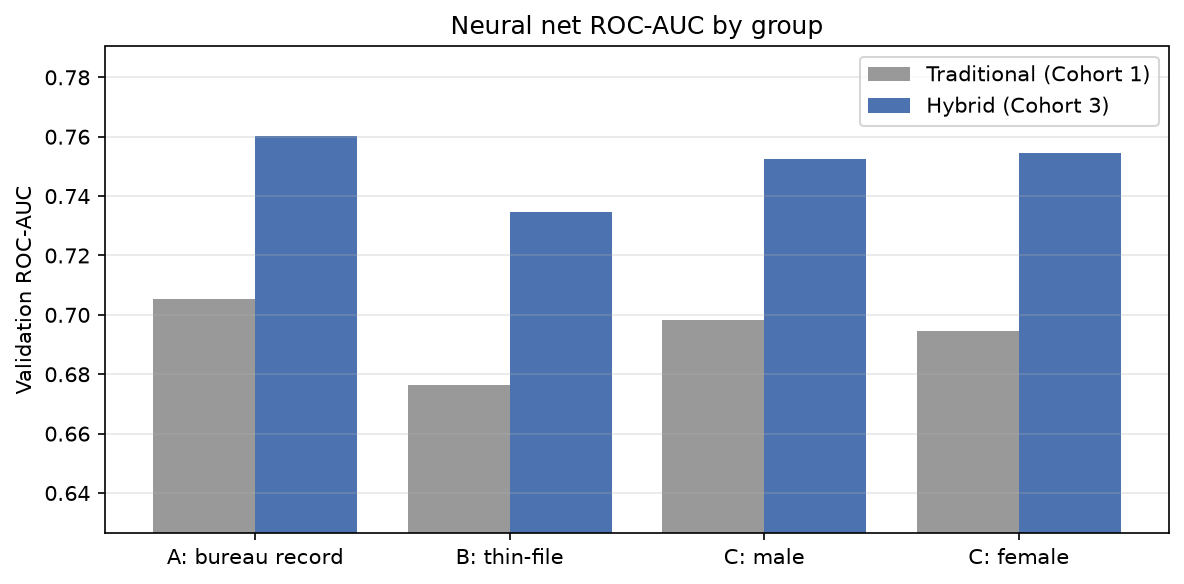 Neural net ROC-AUC by group
Traditional (Cohort 1)
Hybrid (Cohort 3)
Validation ROC-AUC
0.78
0.76
0.74
0.72
0.70
0.68
0.66
0.64
A: bureau record
B: thin-file
C: male
C: female